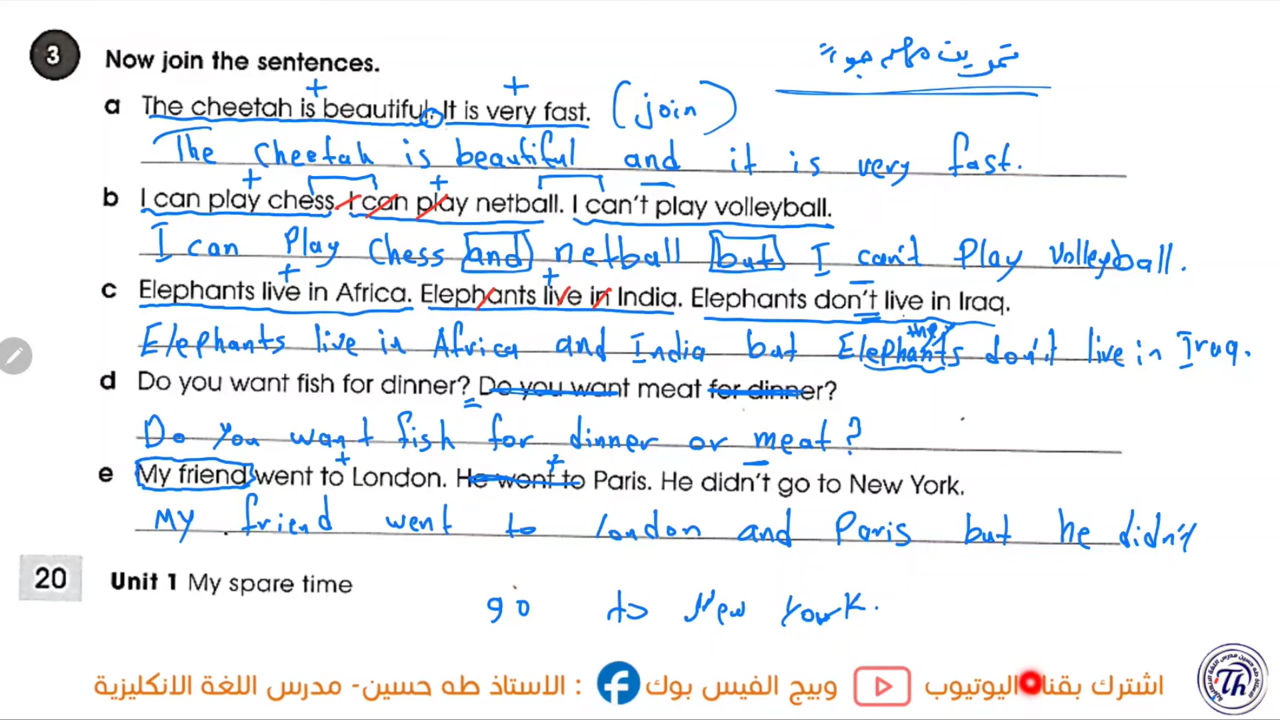 3 Now join the sentences.
تمرين مهم جداً
a The cheetah is beautiful. It is very fast. (join)
The cheetah is beautiful and it is very fast.
b I can play chess. I can play netball. I can't play volleyball.
I can Play Chess and netball but I can't Play Volleyball.
c Elephants live in Africa. Elephants live in India. Elephants don't live in Iraq.
they
Elephants live in Africa and India but Elephants don't live in Iraq.
d Do you want fish for dinner? Do you want meat for dinner?
Do you want fish for dinner or meat?
e My friend went to London. He went to Paris. He didn't go to New York.
My friend went to london and Paris but he didn't
20 Unit 1 My spare time
go to New York.
اشترك بقناة اليوتيوب وبيج الفيس بوك : الاستاذ طه حسين- مدرس اللغة الانكليزية
Th